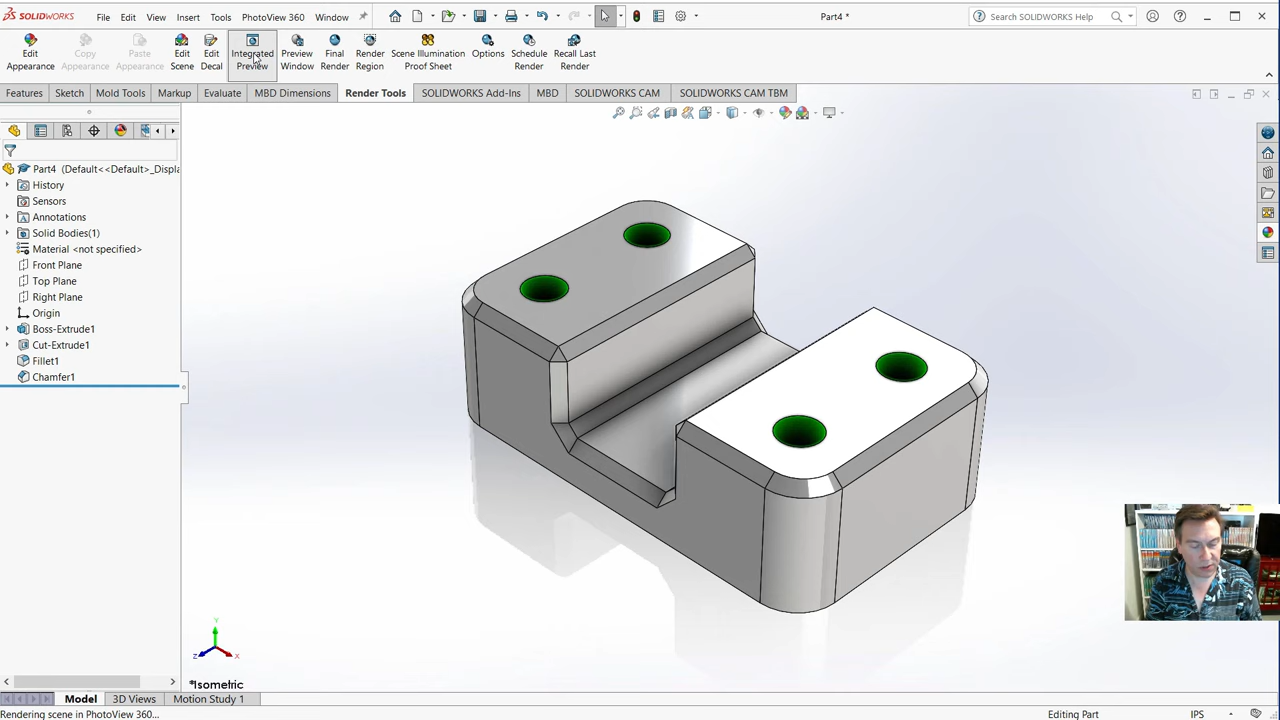 SOLIDWORKS File Edit View Insert Tools PhotoView 360 Window Part4 * Search SOLIDWORKS Help
Edit Appearance
Copy Appearance
Paste Appearance
Edit Scene
Edit Decal
Integrated Preview
Preview Window
Final Render
Render Region
Scene Illumination Proof Sheet
Options
Schedule Render
Recall Last Render
Features Sketch Mold Tools Markup Evaluate MBD Dimensions Render Tools SOLIDWORKS Add-Ins MBD SOLIDWORKS CAM SOLIDWORKS CAM TBM
Part4 (Default<<Default>_Displa
History
Sensors
Annotations
Solid Bodies(1)
Material <not specified>
Front Plane
Top Plane
Right Plane
Origin
Boss-Extrude1
Cut-Extrude1
Fillet1
Chamfer1
Y
Z X
*Isometric
Model 3D Views Motion Study 1
Rendering scene in PhotoView 360... Editing Part IPS